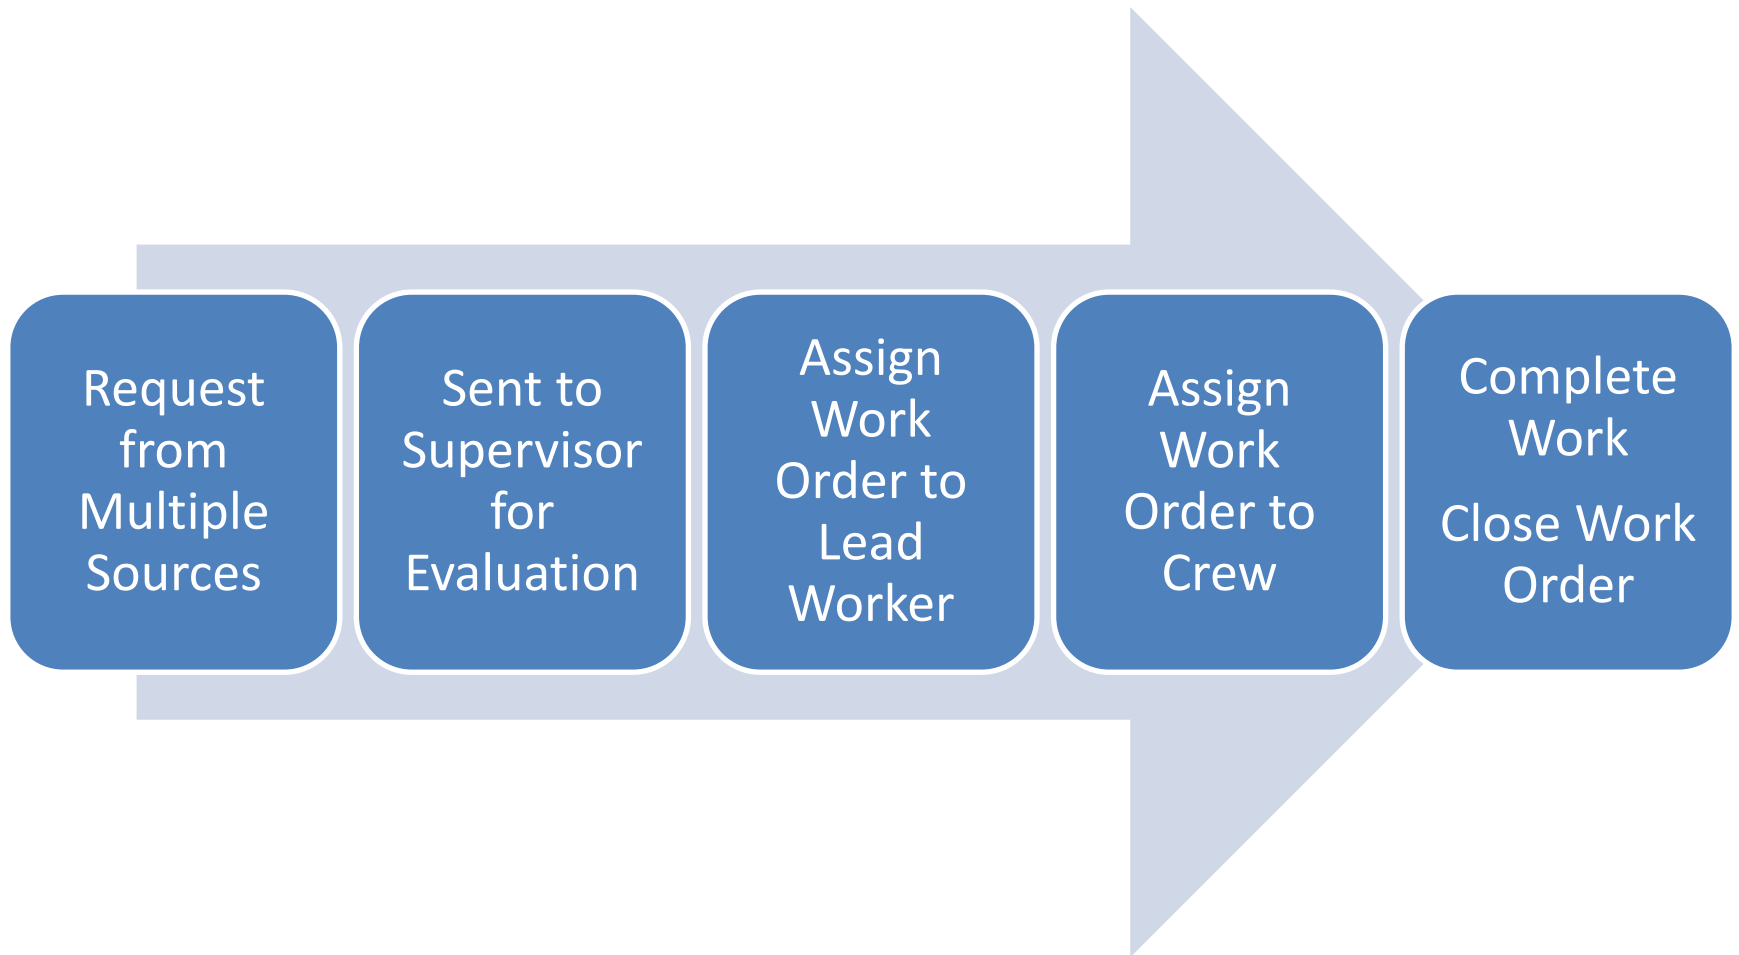 Request
from
Multiple
Sources
Sent to
Supervisor
for
Evaluation
Assign
Work
Order to
Lead
Worker
Assign
Work
Order to
Crew
Complete
Work
Close Work
Order